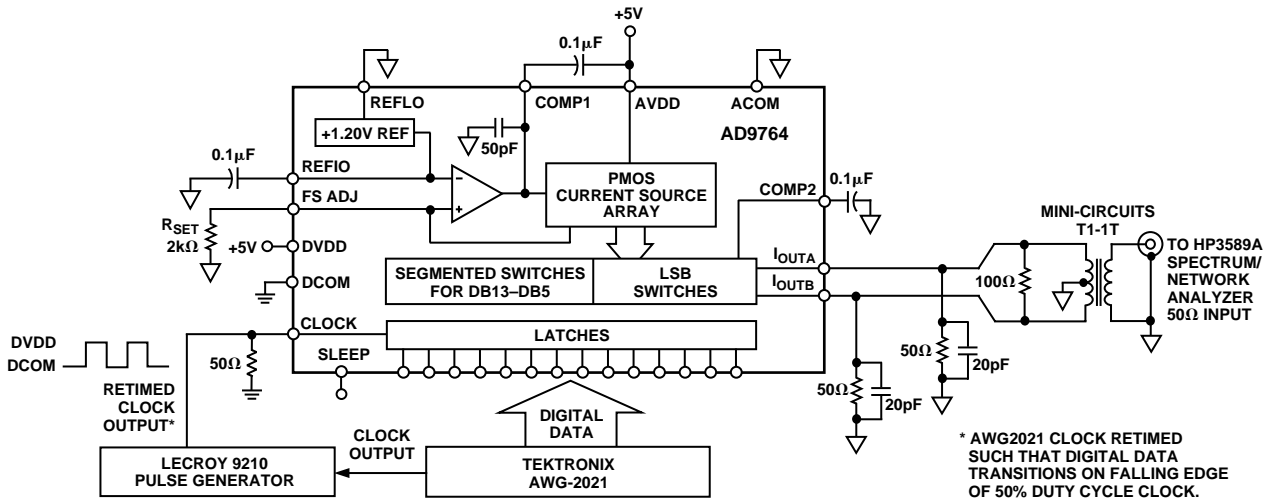 +5V
0.1μF
REFLO
COMP1
AVDD
ACOM
AD9764
+1.20V REF
50pF
0.1μF
REFIO
FS ADJ
–
+
PMOS
CURRENT SOURCE
ARRAY
COMP2
0.1μF
RSET
2kΩ
+5V
DVDD
DCOM
SEGMENTED SWITCHES
FOR DB13–DB5
LSB
SWITCHES
IOUTA
IOUTB
100Ω
MINI-CIRCUITS
T1-1T
TO HP3589A
SPECTRUM/
NETWORK
ANALYZER
50Ω INPUT
CLOCK
LATCHES
DVDD
DCOM
50Ω
SLEEP
50Ω
20pF
50Ω
20pF
RETIMED
CLOCK
OUTPUT*
DIGITAL
DATA
CLOCK
OUTPUT
LECROY 9210
PULSE GENERATOR
TEKTRONIX
AWG-2021
* AWG2021 CLOCK RETIMED
SUCH THAT DIGITAL DATA
TRANSITIONS ON FALLING EDGE
OF 50% DUTY CYCLE CLOCK.